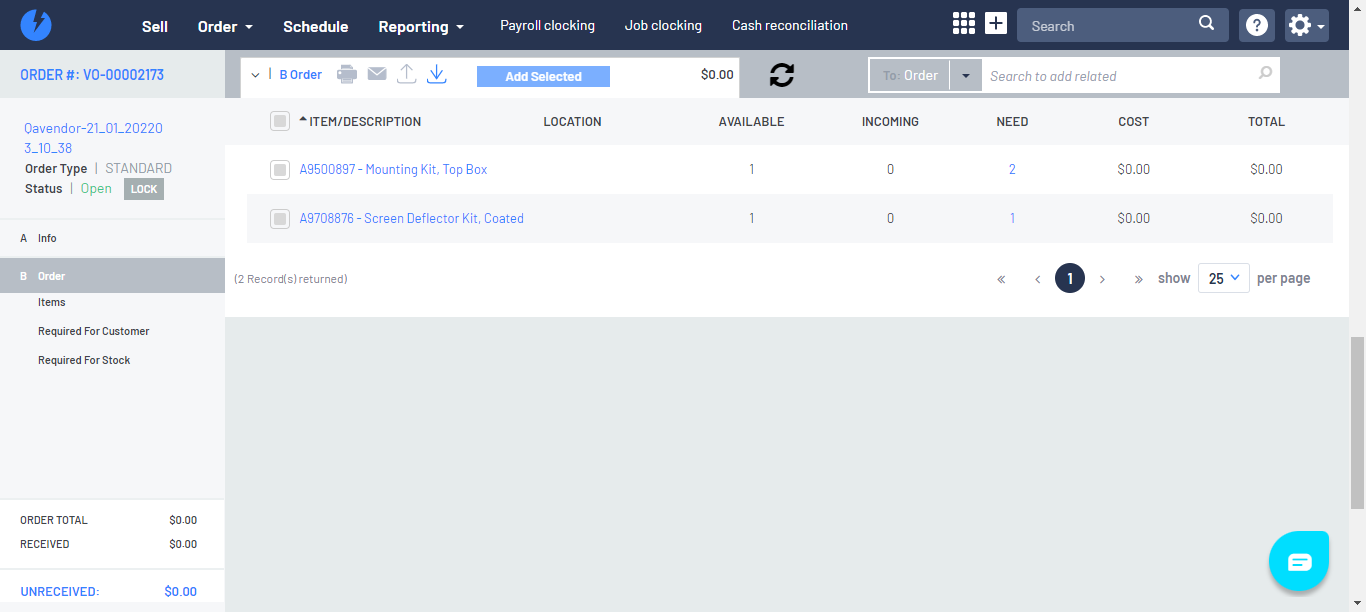 Sell Order Schedule Reporting Payroll clocking Job clocking Cash reconciliation Search
ORDER #: VO-00002173
B Order Add Selected $0.00 To: Order Search to add related
Qavendor-21_01_20220
3_10_38
Order Type | STANDARD
Status | Open LOCK
A Info
B Order
Items
Required For Customer
Required For Stock
ORDER TOTAL $0.00
RECEIVED $0.00
UNRECEIVED: $0.00
ITEM/DESCRIPTION LOCATION AVAILABLE INCOMING NEED COST TOTAL
A9500897 - Mounting Kit, Top Box 1 0 2 $0.00 $0.00
A9708876 - Screen Deflector Kit, Coated 1 0 1 $0.00 $0.00
(2 Record(s) returned) « ‹ 1 › » show 25 per page